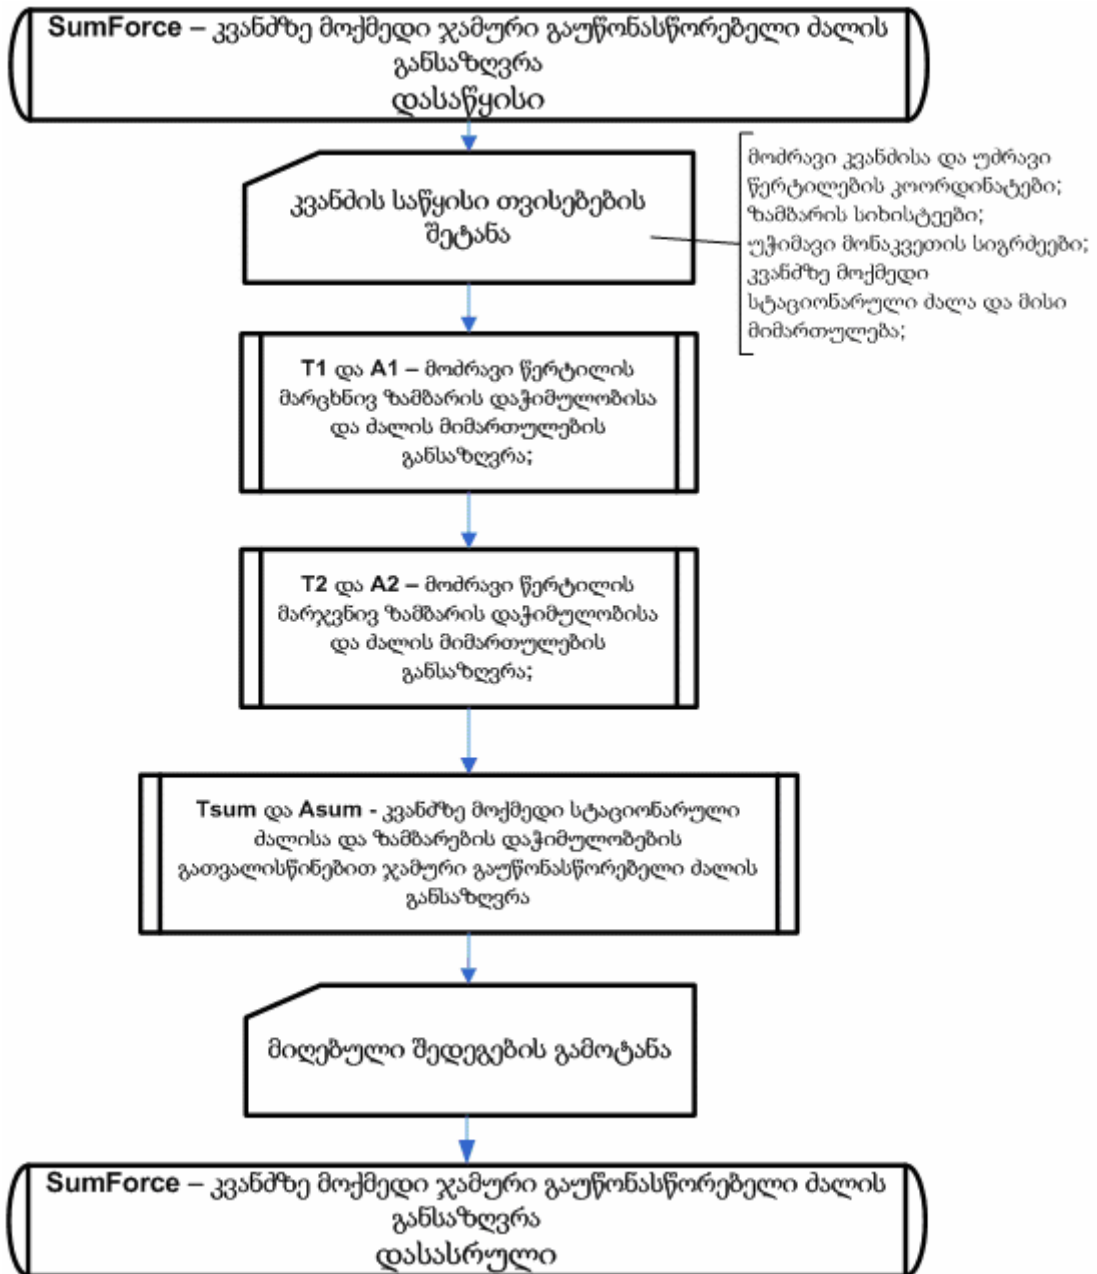 SumForce – კვანძზე მოქმედი ჯამური გაუწონასწორებელი ძალის
განსაზღვრა
დასაწყისი
კვანძის საწყისი თვისებების
შეტანა
მოძრავი კვანძისა და უძრავი
წერტილების კოორდინატები;
ზამბარის სიხისტეები;
უჭიმავი მონაკვეთის სიგრძეები;
კვანძზე მოქმედი
სტაციონარული ძალა და მისი
მიმართულება;
T1 და A1 – მოძრავი წერტილის
მარცხნივ ზამბარის დაჭიმულობისა
და ძალის მიმართულების
განსაზღვრა;
T2 და A2 – მოძრავი წერტილის
მარჯვნივ ზამბარის დაჭიმულობისა
და ძალის მიმართულების
განსაზღვრა;
Tsum და Asum - კვანძზე მოქმედი სტაციონარული
ძალისა და ზამბარების დაჭიმულობების
გათვალისწინებით ჯამური გაუწონასწორებელი ძალის
განსაზღვრა
მიღებული შედეგების გამოტანა
SumForce – კვანძზე მოქმედი ჯამური გაუწონასწორებელი ძალის
განსაზღვრა
დასასრული